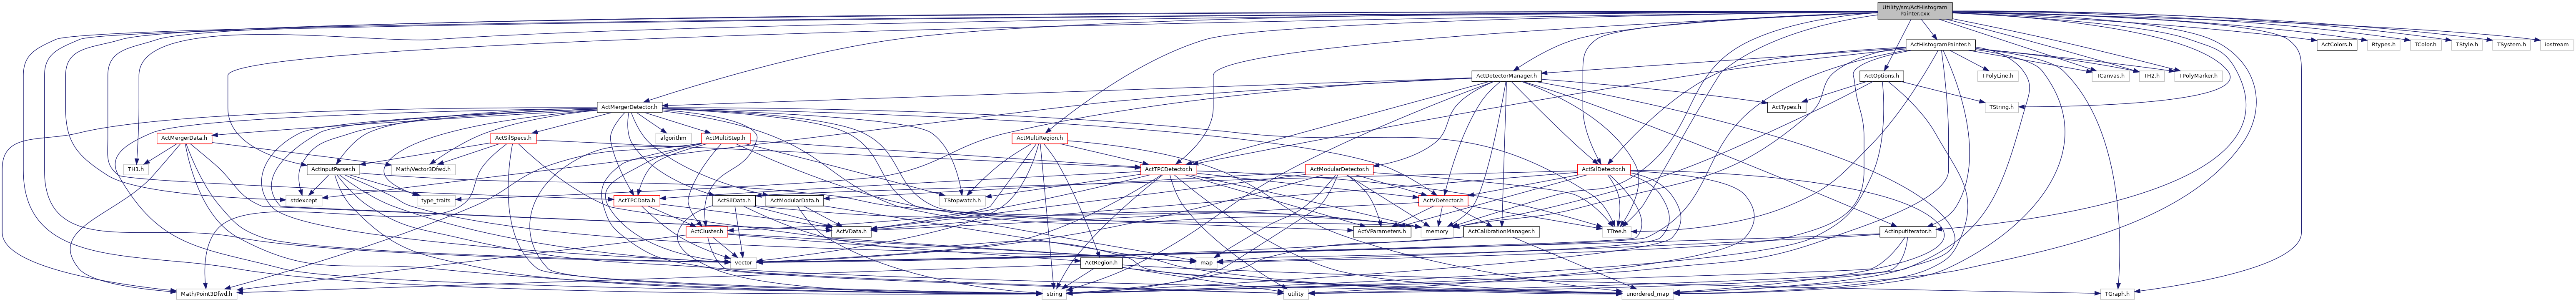 Utility/src/ActHistogram
Painter.cxx
ActHistogramPainter.h
ActColors.h
Rtypes.h
TColor.h
TStyle.h
TSystem.h
iostream
ActDetectorManager.h
ActOptions.h
TPolyLine.h
TCanvas.h
TH2.h
TPolyMarker.h
ActMergerDetector.h
ActTypes.h
TString.h
ActMergerData.h
ActSilSpecs.h
algorithm
ActMultiStep.h
ActMultiRegion.h
TH1.h
ActInputParser.h
Math/Vector3Dfwd.h
ActTPCDetector.h
ActModularDetector.h
ActSilDetector.h
stdexcept
type_traits
ActTPCData.h
ActSilData.h
ActModularData.h
TStopwatch.h
ActVDetector.h
ActCluster.h
ActVData.h
ActVParameters.h
memory
ActCalibrationManager.h
TTree.h
ActInputIterator.h
vector
ActRegion.h
map
Math/Point3Dfwd.h
string
utility
unordered_map
TGraph.h